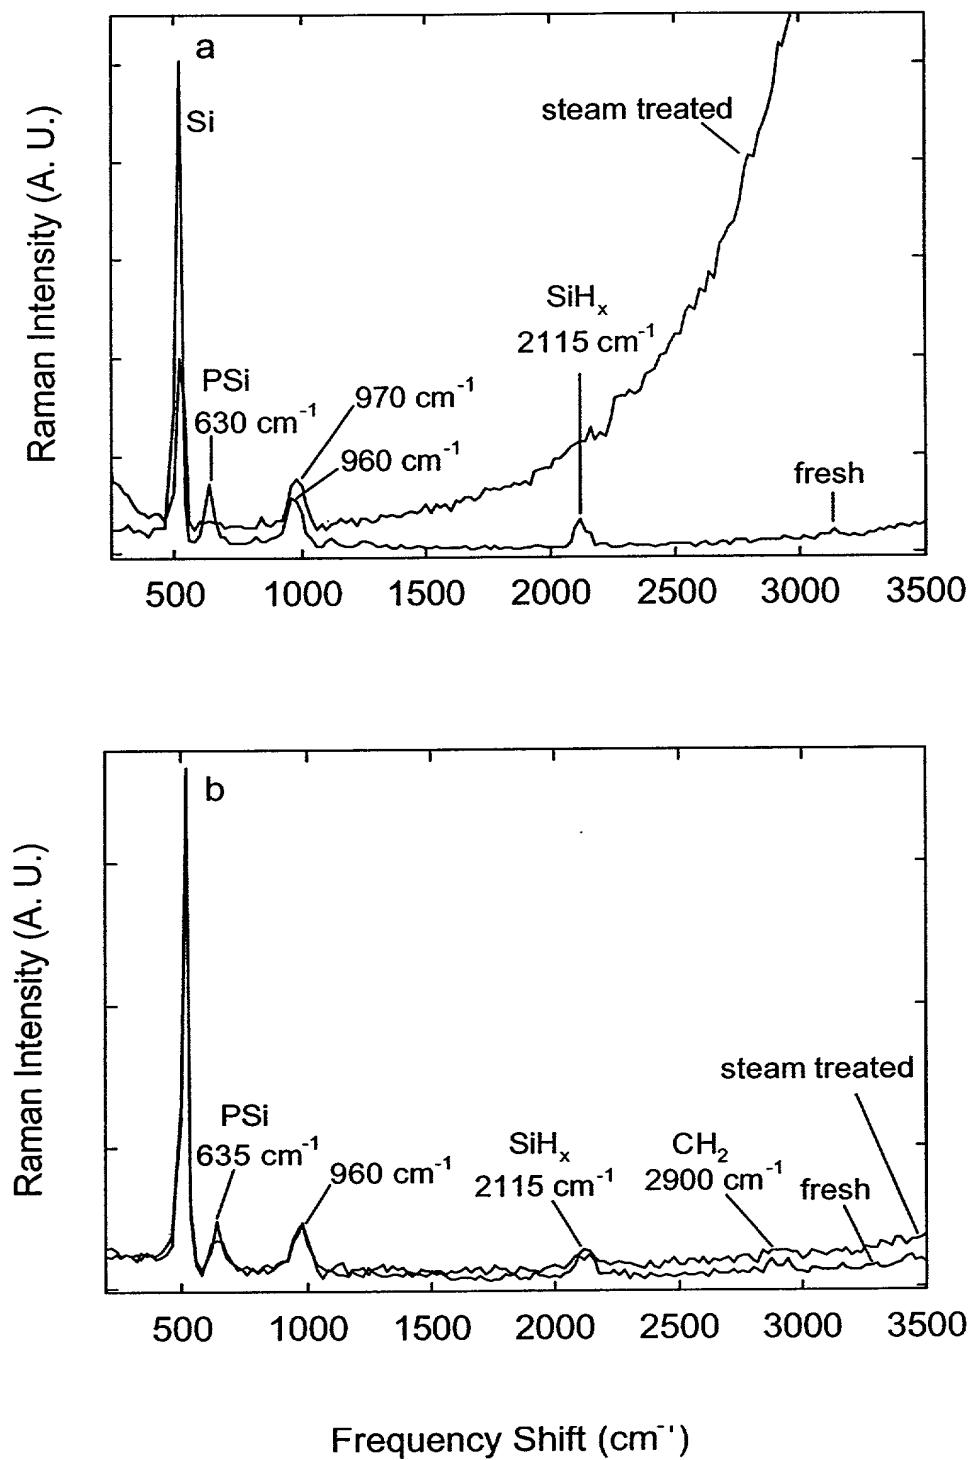 a
Si
Raman Intensity (A. U.)
steam treated
SiHx
2115 cm⁻¹
PSi
630 cm⁻¹
970 cm⁻¹
960 cm⁻¹
fresh
500 1000 1500 2000 2500 3000 3500
b
Raman Intensity (A. U.)
steam treated
PSi
635 cm⁻¹
960 cm⁻¹
SiHx
2115 cm⁻¹
CH₂
2900 cm⁻¹
fresh
500 1000 1500 2000 2500 3000 3500
Frequency Shift (cm⁻¹)